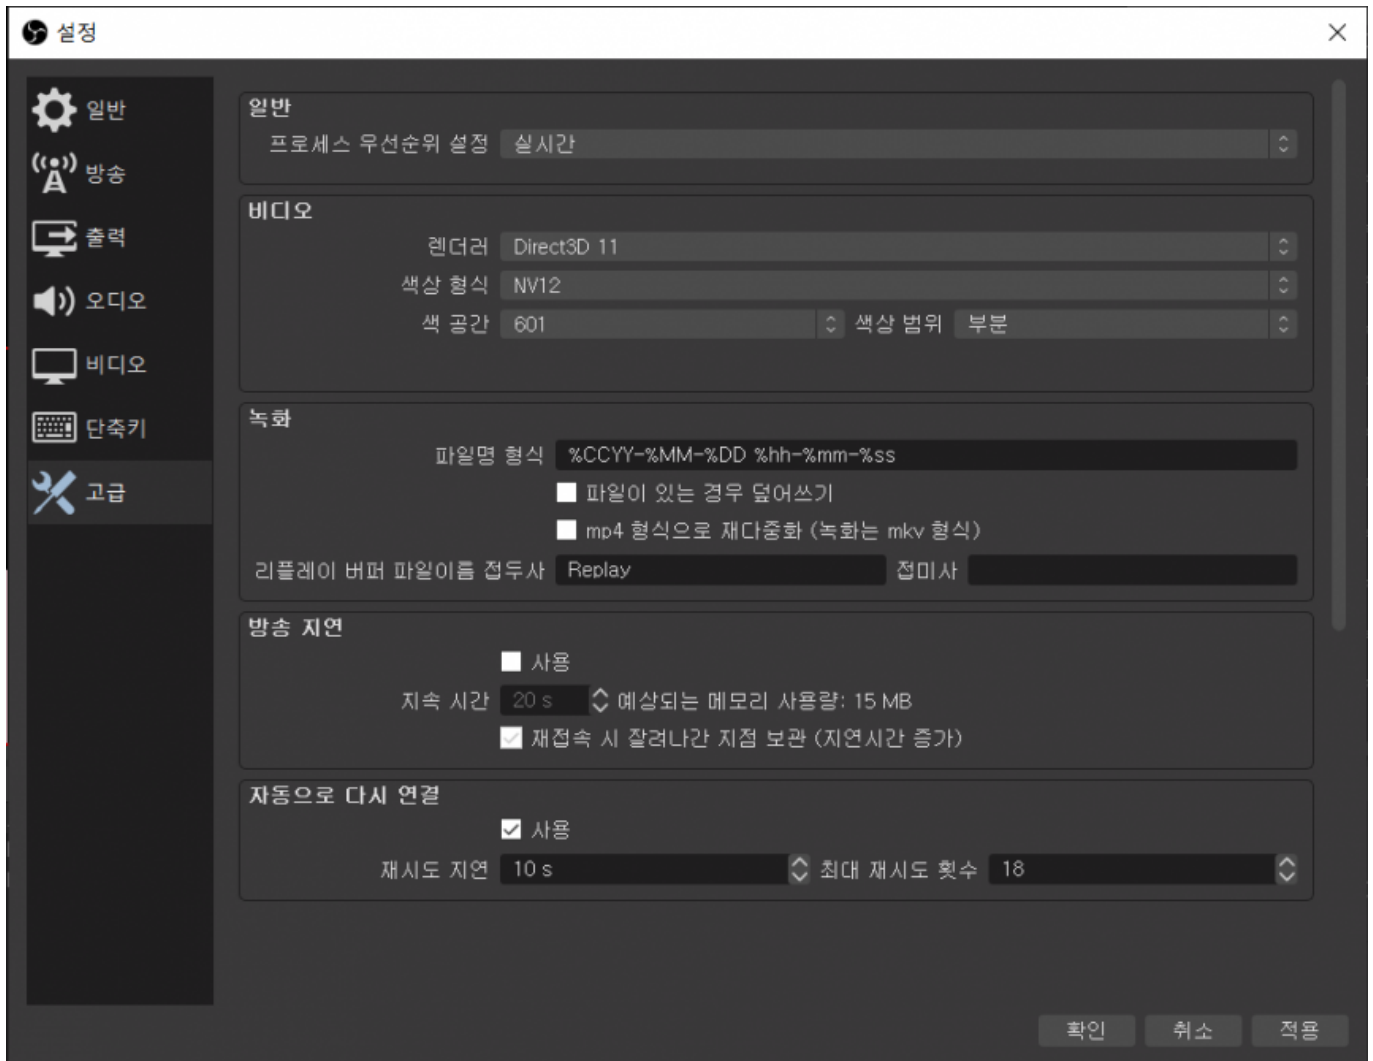 설정
일반
방송
출력
오디오
비디오
단축키
고급
일반
프로세스 우선순위 설정 실시간
비디오
렌더러 Direct3D 11
색상 형식 NV12
색 공간 601 색상 범위 부분
녹화
파일명 형식 %CCYY-%MM-%DD %hh-%mm-%ss
파일이 있는 경우 덮어쓰기
mp4 형식으로 재다중화 (녹화는 mkv 형식)
리플레이 버퍼 파일이름 접두사 Replay 접미사
방송 지연
사용
지속 시간 20 s 예상되는 메모리 사용량: 15 MB
재접속 시 잘려나간 지점 보관 (지연시간 증가)
자동으로 다시 연결
사용
재시도 지연 10 s 최대 재시도 횟수 18
확인 취소 적용